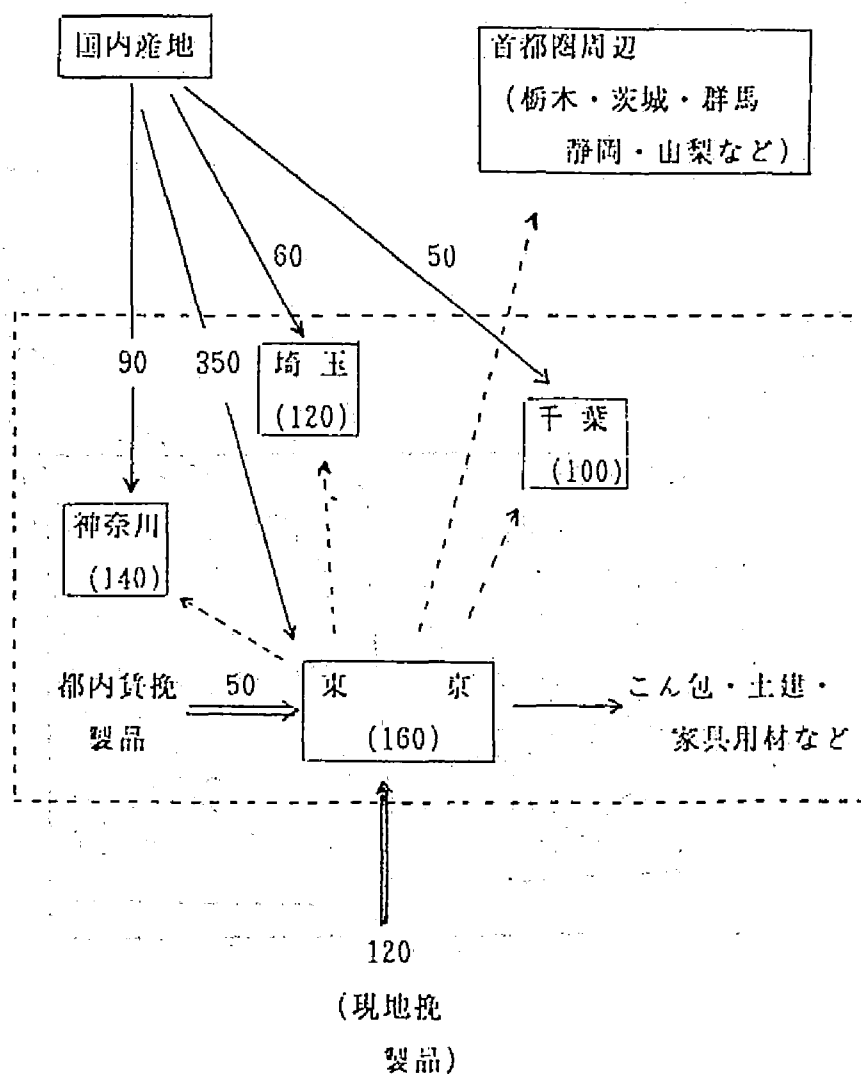 国内産地
首都圏周辺
(栃木・茨城・群馬
静岡・山梨など)
60
50
90
350
埼玉
(120)
千葉
(100)
神奈川
(140)
都内賃挽
製品
50
東京
(160)
こん包・土建・
家具用材など
120
(現地挽
製品)